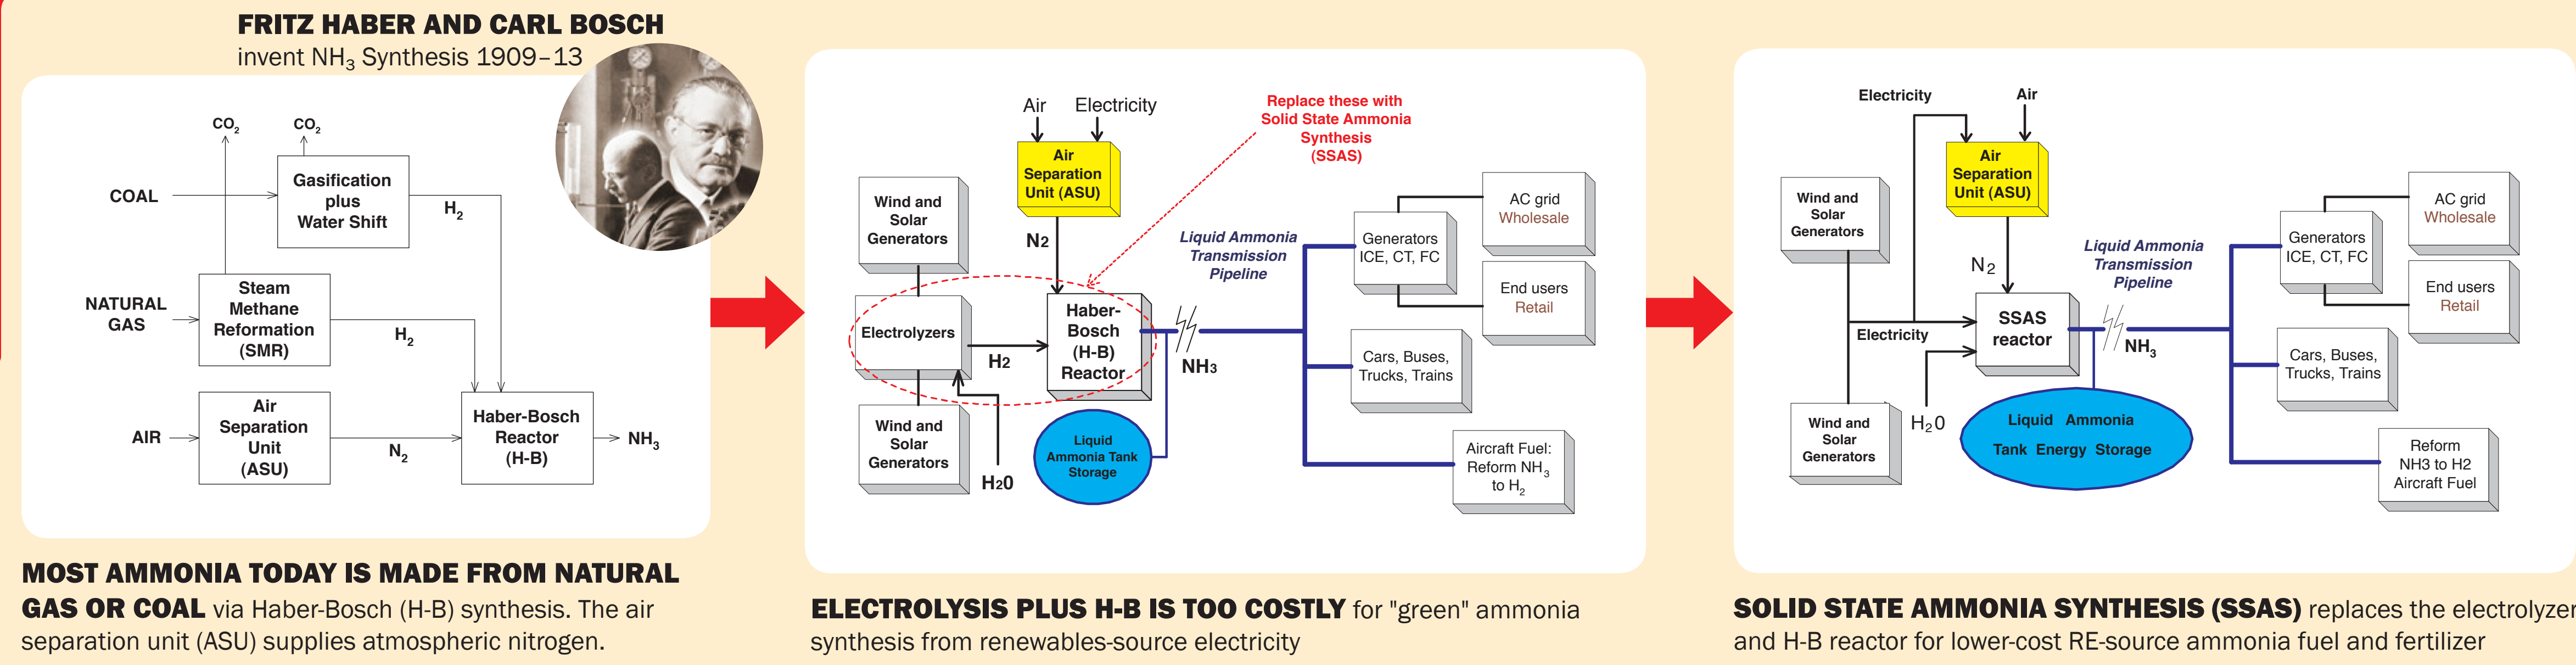 FRITZ HABER AND CARL BOSCH
invent NH₃ Synthesis 1909–13
CO₂
CO₂
COAL
Gasification
plus
Water Shift
H₂
NATURAL
GAS
Steam
Methane
Reformation
(SMR)
H₂
AIR
Air
Separation
Unit
(ASU)
N₂
Haber-Bosch
Reactor
(H-B)
NH₃
MOST AMMONIA TODAY IS MADE FROM NATURAL
GAS OR COAL via Haber-Bosch (H-B) synthesis. The air
separation unit (ASU) supplies atmospheric nitrogen.
Air
Electricity
Replace these with
Solid State Ammonia
Synthesis
(SSAS)
Air
Separation
Unit (ASU)
Wind and
Solar
Generators
N2
Liquid Ammonia
Transmission
Pipeline
Electrolyzers
H2
Haber-
Bosch
(H-B)
Reactor
NH3
Wind and
Solar
Generators
H20
Liquid
Ammonia Tank
Storage
Generators
ICE, CT, FC
AC grid
Wholesale
End users
Retail
Cars, Buses,
Trucks, Trains
Aircraft Fuel:
Reform NH₃
to H₂
ELECTROLYSIS PLUS H-B IS TOO COSTLY for "green" ammonia
synthesis from renewables-source electricity
Electricity
Air
Air
Separation
Unit (ASU)
Wind and
Solar
Generators
N₂
Liquid Ammonia
Transmission
Pipeline
Electricity
SSAS
reactor
NH₃
Wind and
Solar
Generators
H₂0
Liquid Ammonia
Tank Energy Storage
Generators
ICE, CT, FC
AC grid
Wholesale
End users
Retail
Cars, Buses,
Trucks, Trains
Reform
NH3 to H2
Aircraft Fuel
SOLID STATE AMMONIA SYNTHESIS (SSAS) replaces the electrolyzer
and H-B reactor for lower-cost RE-source ammonia fuel and fertilizer